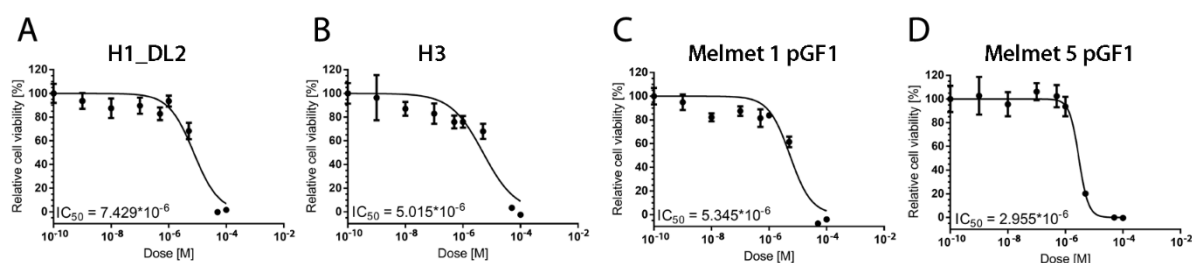 A
H1_DL2
Relative cell viability [%]
120
100
80
60
40
20
0
IC50 = 7.429*10-6
10-10
10-8
10-6
10-4
10-2
Dose [M]
B
H3
Relative cell viability [%]
120
100
80
60
40
20
0
IC50 = 5.015*10-6
10-10
10-8
10-6
10-4
10-2
Dose [M]
C
Melmet 1 pGF1
Relative cell viability [%]
120
100
80
60
40
20
0
IC50 = 5.345*10-6
10-10
10-8
10-6
10-4
10-2
Dose [M]
D
Melmet 5 pGF1
Relative cell viability [%]
120
100
80
60
40
20
0
IC50 = 2.955*10-6
10-10
10-8
10-6
10-4
10-2
Dose [M]